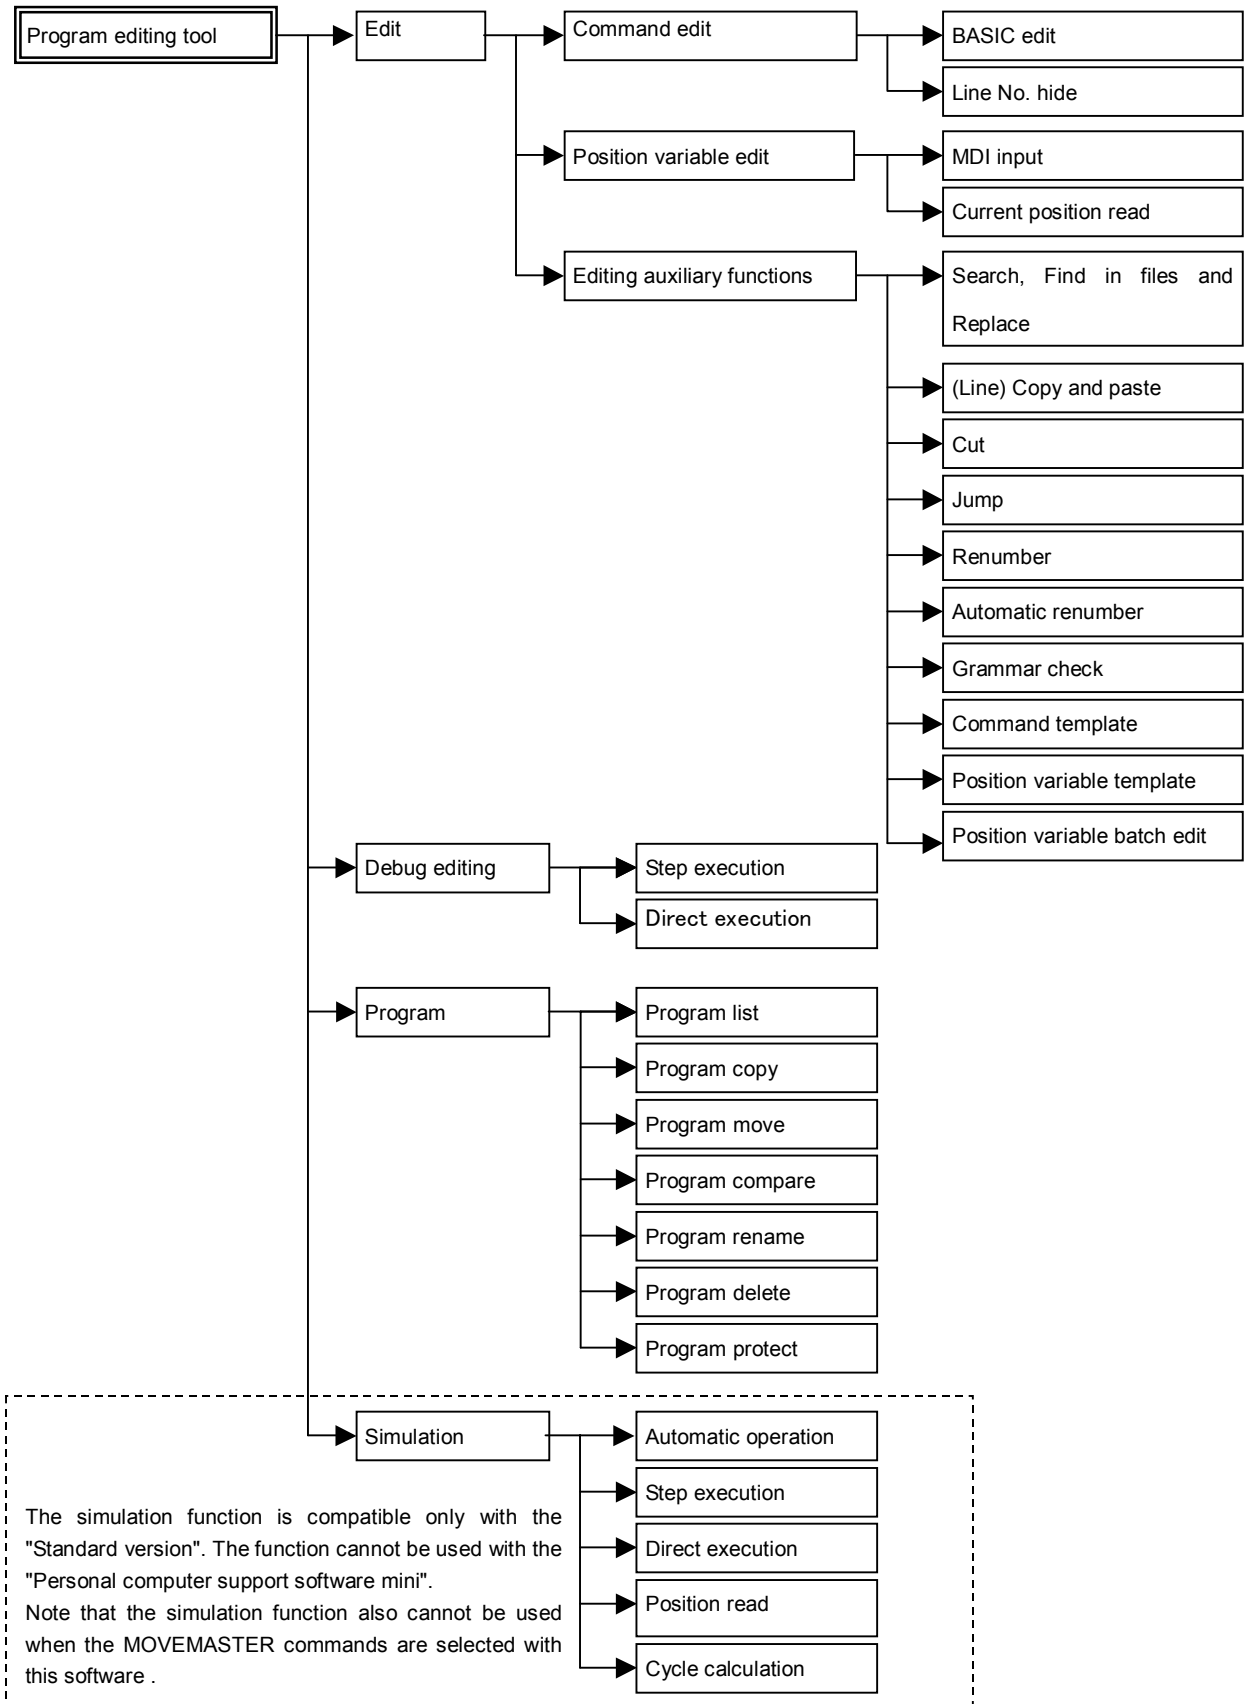 Program editing tool
Edit
Command edit
BASIC edit
Line No. hide
Position variable edit
MDI input
Current position read
Editing auxiliary functions
Search, Find in files and
Replace
(Line) Copy and paste
Cut
Jump
Renumber
Automatic renumber
Grammar check
Command template
Position variable template
Position variable batch edit
Debug editing
Step execution
Direct execution
Program
Program list
Program copy
Program move
Program compare
Program rename
Program delete
Program protect
Simulation
Automatic operation
Step execution
Direct execution
Position read
Cycle calculation
The simulation function is compatible only with the
"Standard version". The function cannot be used with the
"Personal computer support software mini".
Note that the simulation function also cannot be used
when the MOVEMASTER commands are selected with
this software .